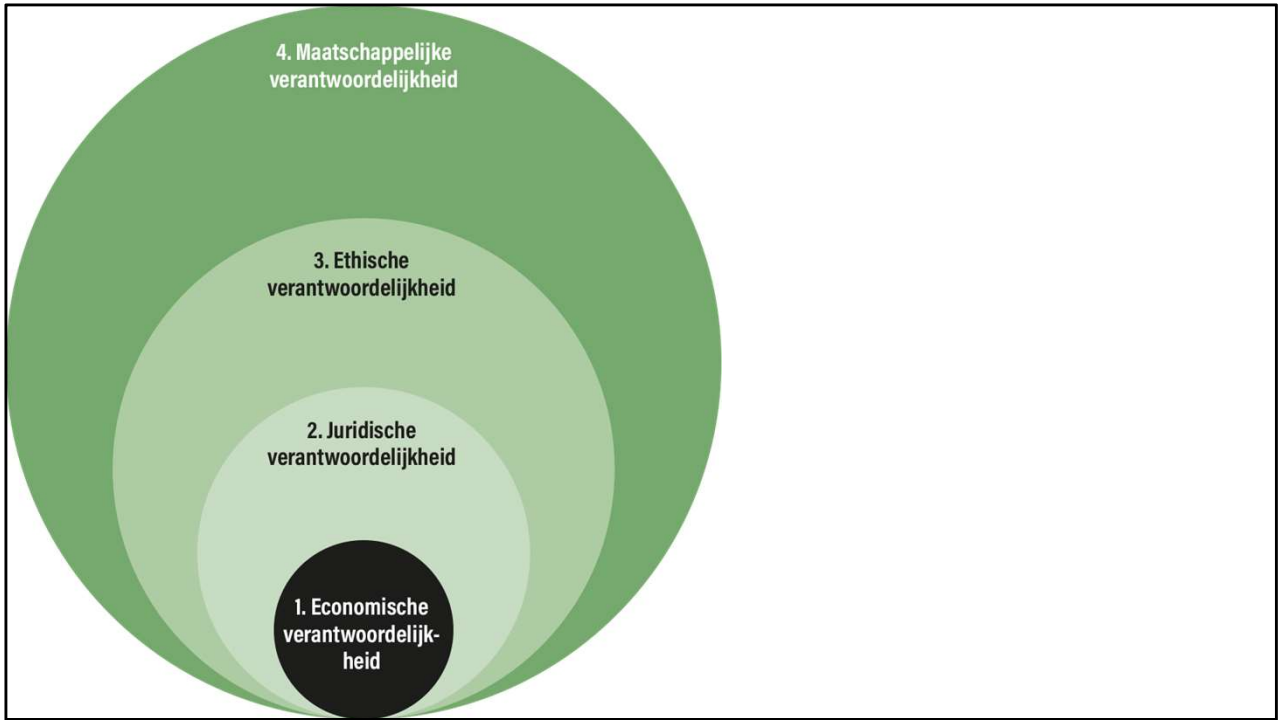 4. Maatschappelijke
verantwoordelijkheid
3. Ethische
verantwoordelijkheid
2. Juridische
verantwoordelijkheid
1. Economische
verantwoordelijk-
heid